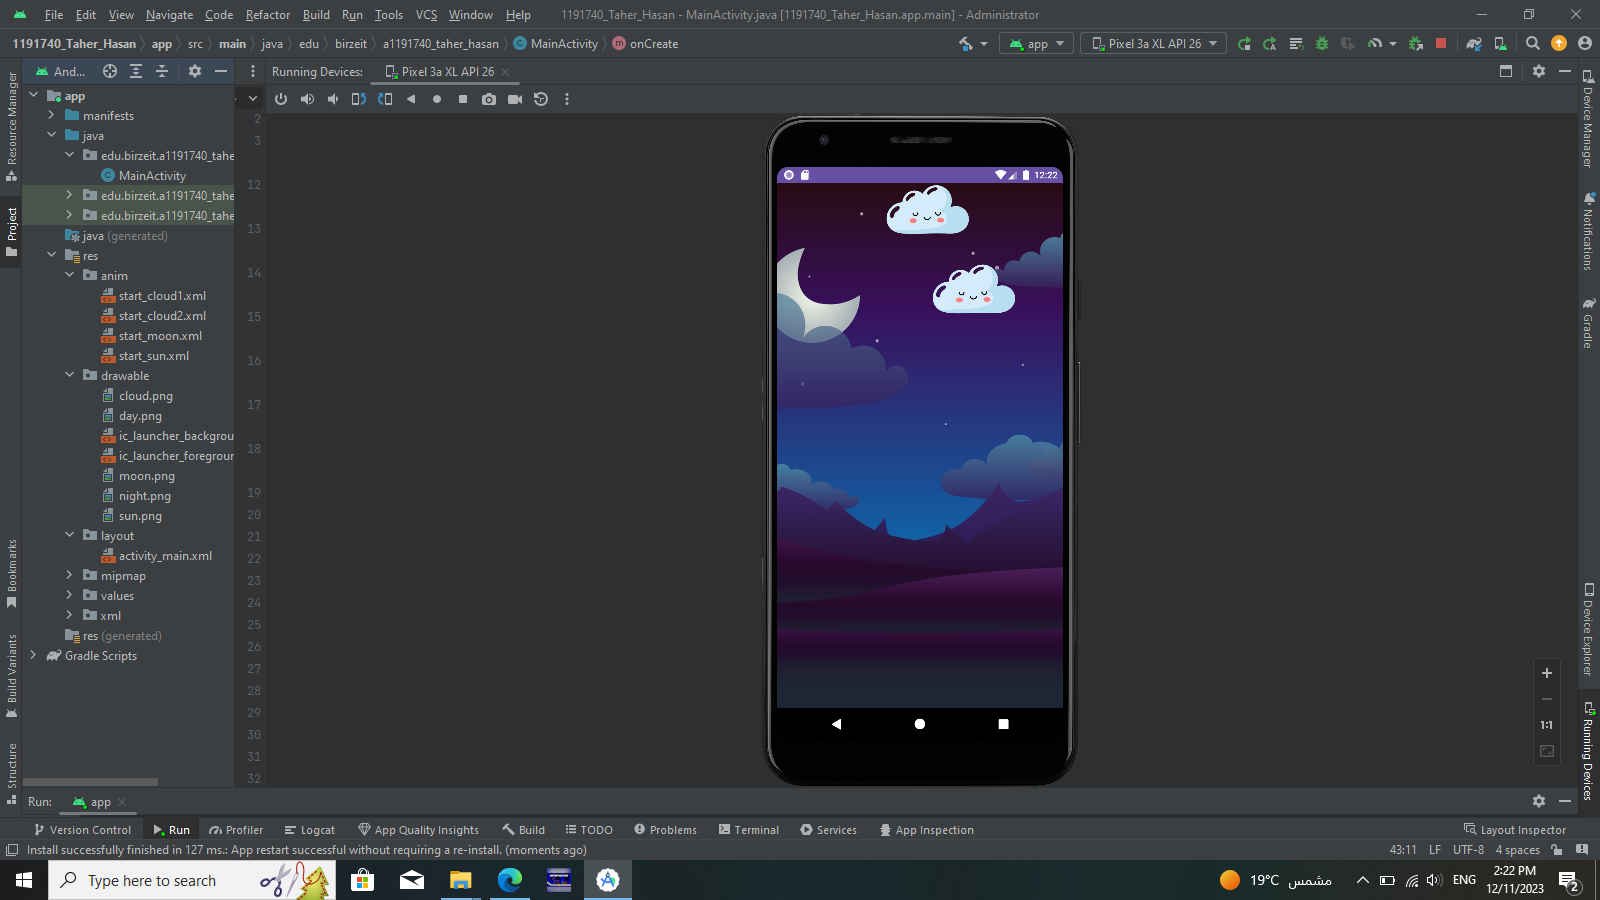 File Edit View Navigate Code Refactor Build Run Tools VCS Window Help 1191740_Taher_Hasan - MainActivity.java [1191740_Taher_Hasan.app.main] - Administrator
1191740_Taher_Hasan app src main java edu birzeit a1191740_taher_hasan MainActivity onCreate app Pixel 3a XL API 26
And... Running Devices: Pixel 3a XL API 26
Resource Manager
Project
Bookmarks
Build Variants
Structure
app
manifests
java
edu.birzeit.a1191740_tahe
MainActivity
edu.birzeit.a1191740_tahe
edu.birzeit.a1191740_tahe
java (generated)
res
anim
start_cloud1.xml
start_cloud2.xml
start_moon.xml
start_sun.xml
drawable
cloud.png
day.png
ic_launcher_backgrou
ic_launcher_foregrour
moon.png
night.png
sun.png
layout
activity_main.xml
mipmap
values
xml
res (generated)
Gradle Scripts
2
3
12
13
14
15
16
17
18
19
20
21
22
23
24
25
26
27
28
29
30
31
32
12:22
1:1
Device Manager
Notifications
Gradle
Device Explorer
Running Devices
Run: app
Version Control Run Profiler Logcat App Quality Insights Build TODO Problems Terminal Services App Inspection Layout Inspector
Install successfully finished in 127 ms.: App restart successful without requiring a re-install. (moments ago) 43:11 LF UTF-8 4 spaces
Type here to search 19°C مشمس ENG 2:22 PM
12/11/2023 2